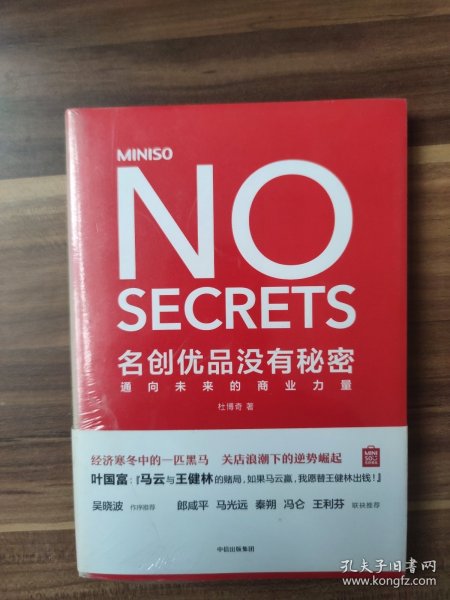 MINISO
NO
SECRETS
名创优品没有秘密
通向未来的商业力量
杜博奇 著
经济寒冬中的一匹黑马 关店浪潮下的逆势崛起
叶国富：『马云与王健林的赌局，如果马云赢，我愿替王健林出钱！』
吴晓波 作序推荐 郎咸平 马光远 秦朔 冯仑 王利芬 联袂推荐
MINI
SO
中信出版集团
孔夫子旧书网
www.kongfz.com